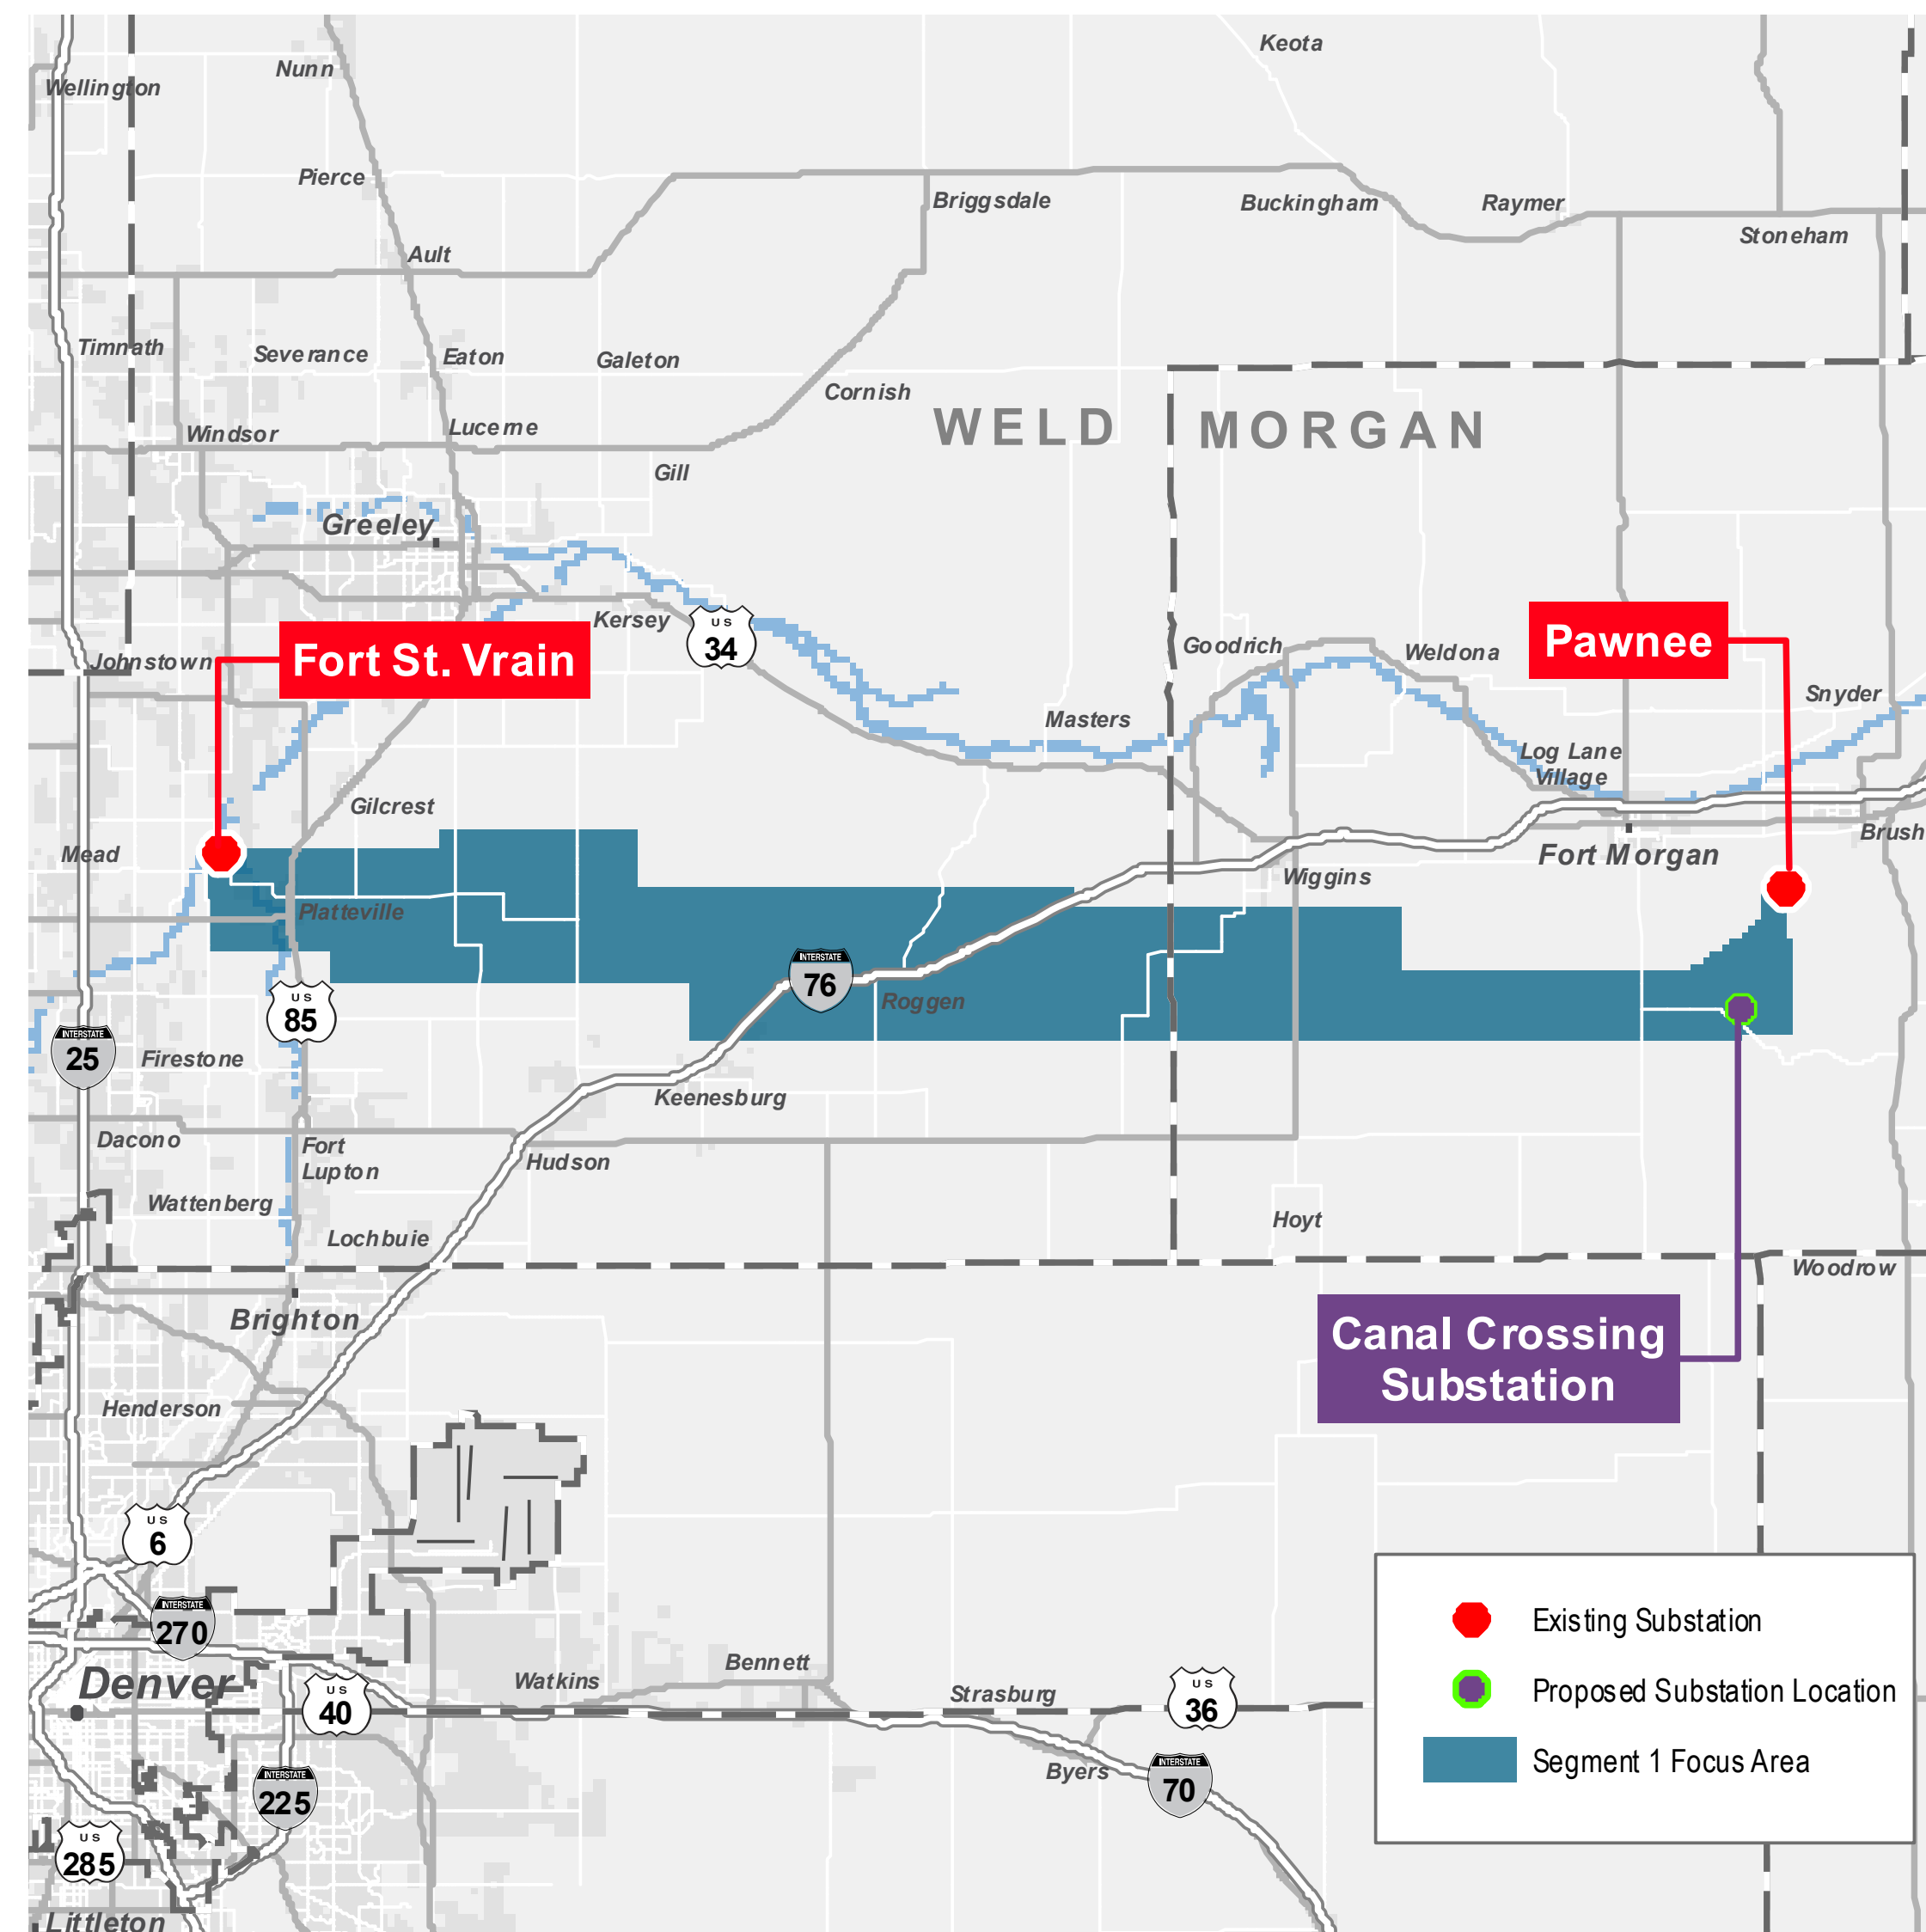 Keota
Nunn
Wellington
Pierce
Briggsdale
Buckingham
Raymer
Stoneham
Ault
Timnath
Severance
Eaton
Galeton
Cornish
WELD
MORGAN
Windsor
Lucerne
Gill
Greeley
Kersey
US
34
Goodrich
Weldona
Pawnee
Johnstown
Fort St. Vrain
Snyder
Masters
Log Lane
Village
Gilcrest
Mead
Brush
Fort Morgan
Wiggins
Platteville
INTERSTATE
76
Roggen
US
85
INTERSTATE
25
Firestone
Keenesburg
Dacono
Fort
Lupton
Hudson
Wattenberg
Lochbuie
Hoyt
Woodrow
Brighton
Canal Crossing
Substation
Henderson
US
6
INTERSTATE
270
Existing Substation
Denver
US
40
Watkins
Bennett
Strasburg
US
36
Proposed Substation Location
Byers
INTERSTATE
70
Segment 1 Focus Area
INTERSTATE
225
US
285
Littleton